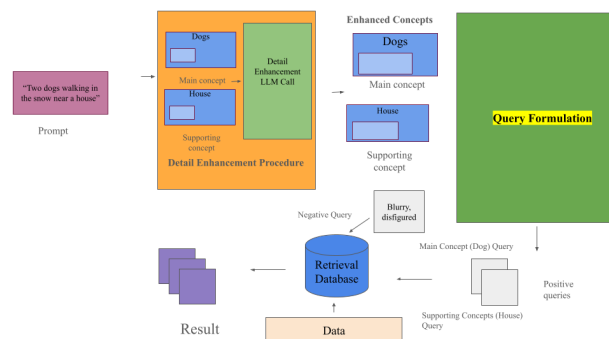 “Two dogs walking in
the snow near a house”
Prompt
Dogs
Main concept
House
Supporting
concept
Detail
Enhancement
LLM Call
Detail Enhancement Procedure
Enhanced Concepts
Dogs
Main concept
House
Supporting
concept
Query Formulation
Blurry,
disfigured
Negative Query
Retrieval
Database
Main Concept (Dog) Query
Positive
queries
Supporting Concepts (House)
Query
Result
Data